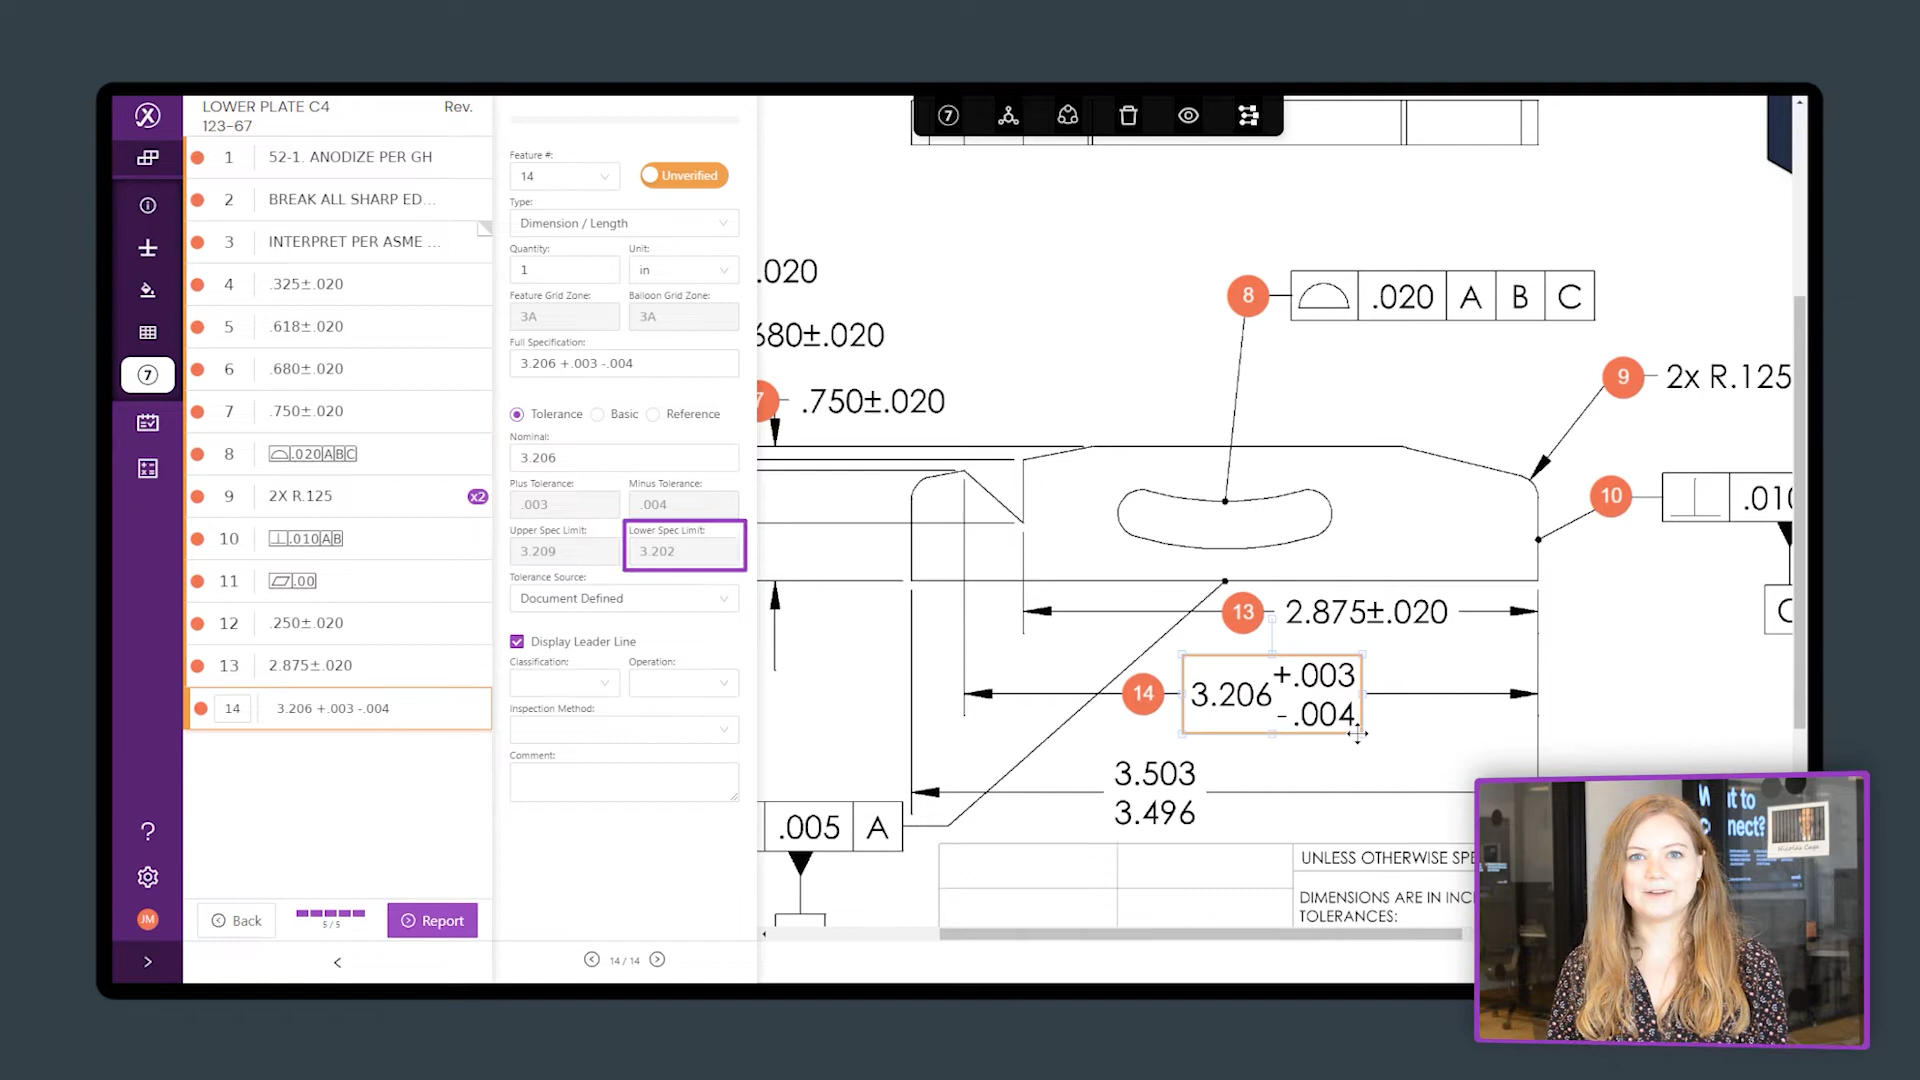 LOWER PLATE C4
Rev.
123-67
1 52-1. ANODIZE PER GH
2 BREAK ALL SHARP ED...
3 INTERPRET PER ASME ...
4 .325±.020
5 .618±.020
6 .680±.020
7 .750±.020
8 .020 A B C
9 2X R.125 x2
10 .010 A B
11 .00
12 .250±.020
13 2.875±.020
14 3.206 +.003 -.004
Back
5 / 5
Report
7
?
JM
Feature #:
14
Unverified
Type:
Dimension / Length
Quantity: Unit:
1 in
Feature Grid Zone: Balloon Grid Zone:
3A 3A
Full Specification:
3.206 +.003 -.004
Tolerance Basic Reference
Nominal:
3.206
Plus Tolerance: Minus Tolerance:
.003 .004
Upper Spec Limit: Lower Spec Limit:
3.209 3.202
Tolerance Source:
Document Defined
Display Leader Line
Classification: Operation:
Inspection Method:
Comment:
14 / 14
7
.020
680±.020
7 .750±.020
8 .020 A B C
9 2x R.125
10 .010
13 2.875±.020
14 3.206 +.003
-.004
3.503
3.496
.005 A
UNLESS OTHERWISE SPE
DIMENSIONS ARE IN INC
TOLERANCES:
Nicolas Cage